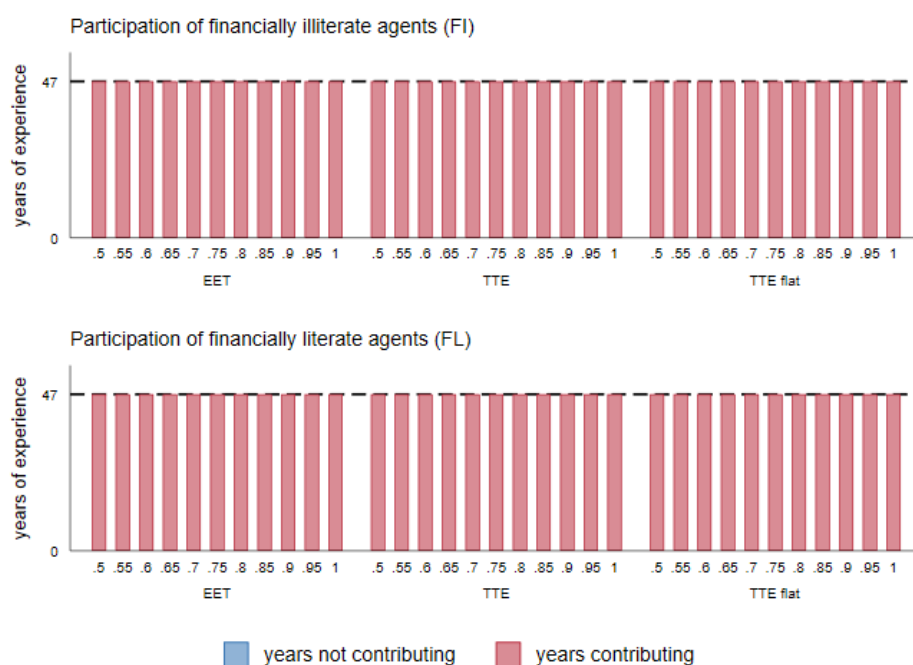 Participation of financially illiterate agents (FI)
years of experience
47
0
.5 .55 .6 .65 .7 .75 .8 .85 .9 .95 1 .5 .55 .6 .65 .7 .75 .8 .85 .9 .95 1 .5 .55 .6 .65 .7 .75 .8 .85 .9 .95 1
EET TTE TTE flat
Participation of financially literate agents (FL)
years of experience
47
0
.5 .55 .6 .65 .7 .75 .8 .85 .9 .95 1 .5 .55 .6 .65 .7 .75 .8 .85 .9 .95 1 .5 .55 .6 .65 .7 .75 .8 .85 .9 .95 1
EET TTE TTE flat
years not contributing years contributing